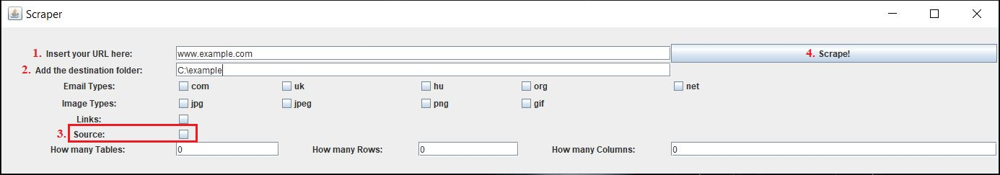 Scraper
1. Insert your URL here: www.example.com 4. Scrape!
2. Add the destination folder: C:\example
Email Types: com uk hu org net
Image Types: jpg jpeg png gif
Links:
3. Source:
How many Tables: 0 How many Rows: 0 How many Columns: 0